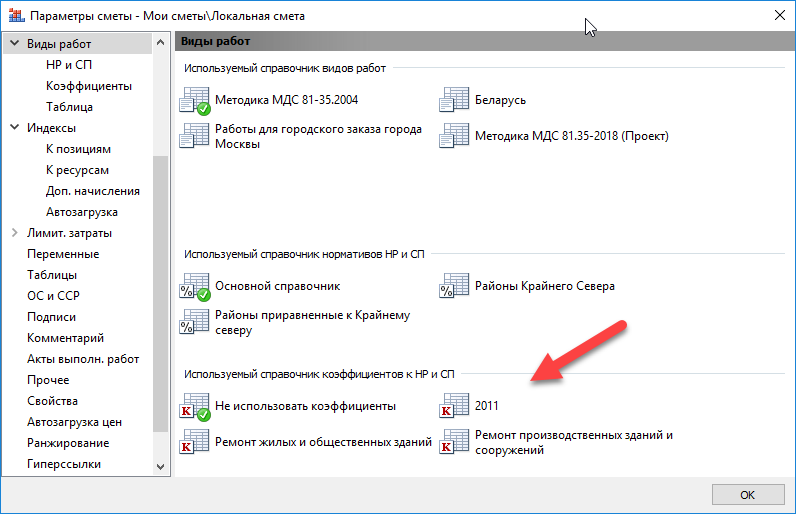 Параметры сметы - Мои сметы\Локальная смета
Виды работ
НР и СП
Коэффициенты
Таблица
Индексы
К позициям
К ресурсам
Доп. начисления
Автозагрузка
Лимит. затраты
Переменные
Таблицы
ОС и ССР
Подписи
Комментарий
Акты выполн. работ
Прочее
Свойства
Автозагрузка цен
Ранжирование
Гиперссылки
Виды работ
Используемый справочник видов работ
Методика МДС 81-35.2004
Беларусь
Работы для городского заказа города
Москвы
Методика МДС 81.35-2018 (Проект)
Используемый справочник нормативов НР и СП
% Основной справочник
% Районы Крайнего Севера
% Районы приравненные к Крайнему
северу
Используемый справочник коэффициентов к НР и СП
К Не использовать коэффициенты
К 2011
К Ремонт жилых и общественных зданий
К Ремонт производственных зданий и
сооружений
ОК